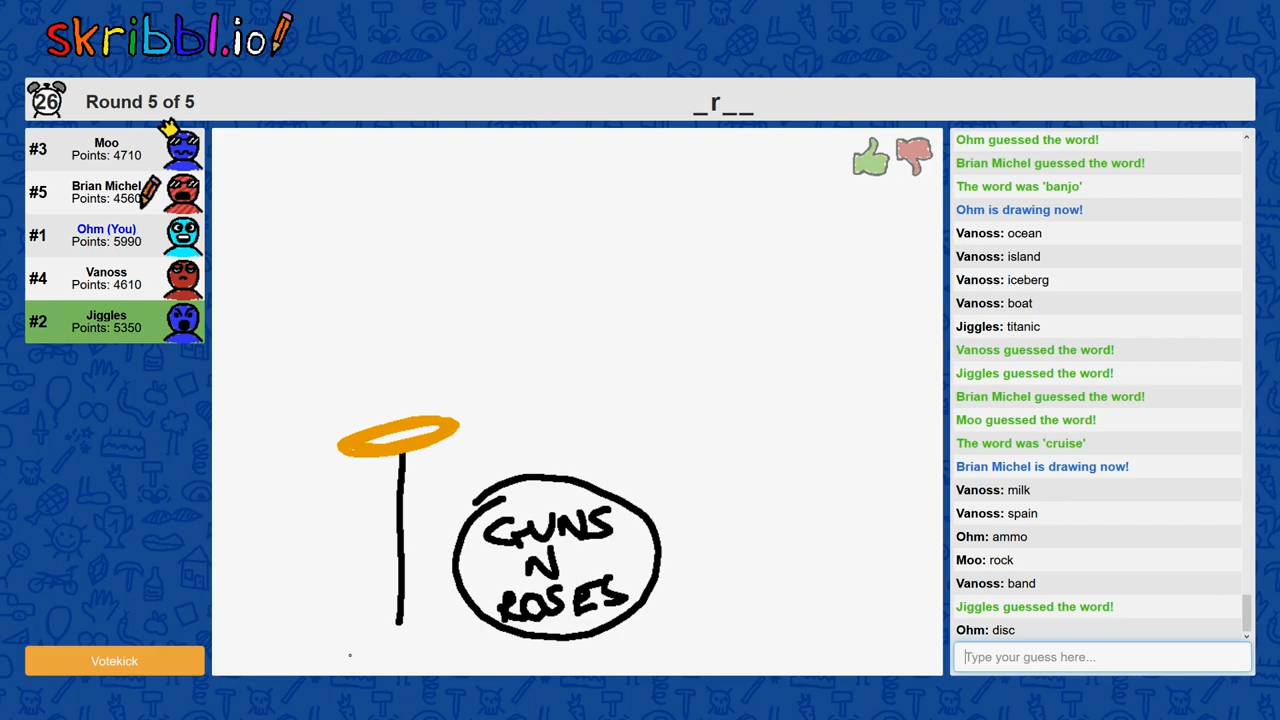 skribbl.io
26
Round 5 of 5
_r__
#3
Moo
Points: 4710
#5
Brian Michel
Points: 4560
#1
Ohm (You)
Points: 5990
#4
Vanoss
Points: 4610
#2
Jiggles
Points: 5350
Votekick
GUNS
N
ROSES
Ohm guessed the word!
Brian Michel guessed the word!
The word was 'banjo'
Ohm is drawing now!
Vanoss: ocean
Vanoss: island
Vanoss: iceberg
Vanoss: boat
Jiggles: titanic
Vanoss guessed the word!
Jiggles guessed the word!
Brian Michel guessed the word!
Moo guessed the word!
The word was 'cruise'
Brian Michel is drawing now!
Vanoss: milk
Vanoss: spain
Ohm: ammo
Moo: rock
Vanoss: band
Jiggles guessed the word!
Ohm: disc
Type your guess here...